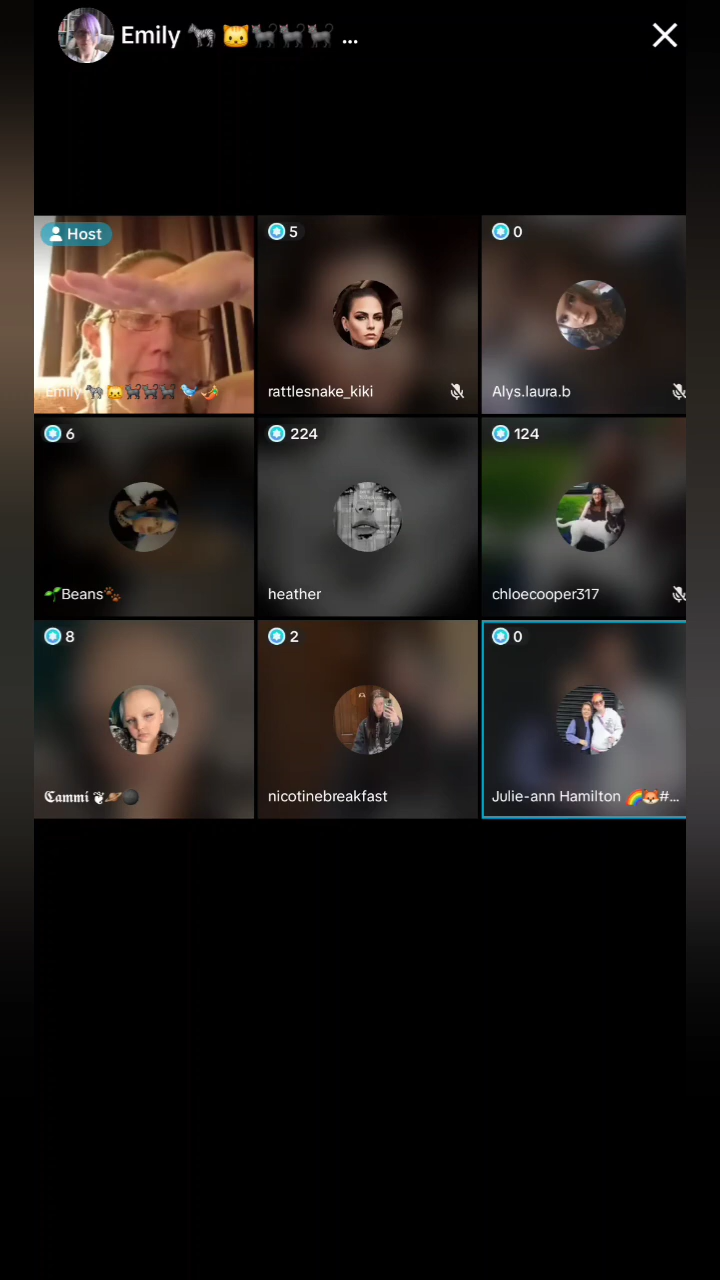 Emily 🦓 🐱🐈‍⬛🐈‍⬛🐈‍⬛ ...
Host
5
0
Emily 🦓🐱🐈‍⬛🐈‍⬛🐈‍⬛
rattlesnake_kiki
Alys.laura.b
6
224
124
🌱Beans🐾
heather
chloecooper317
8
2
0
𝕮𝖆𝖒𝖒𝖎 ❦🪐🌑
nicotinebreakfast
Julie-ann Hamilton 🌈🦊#...